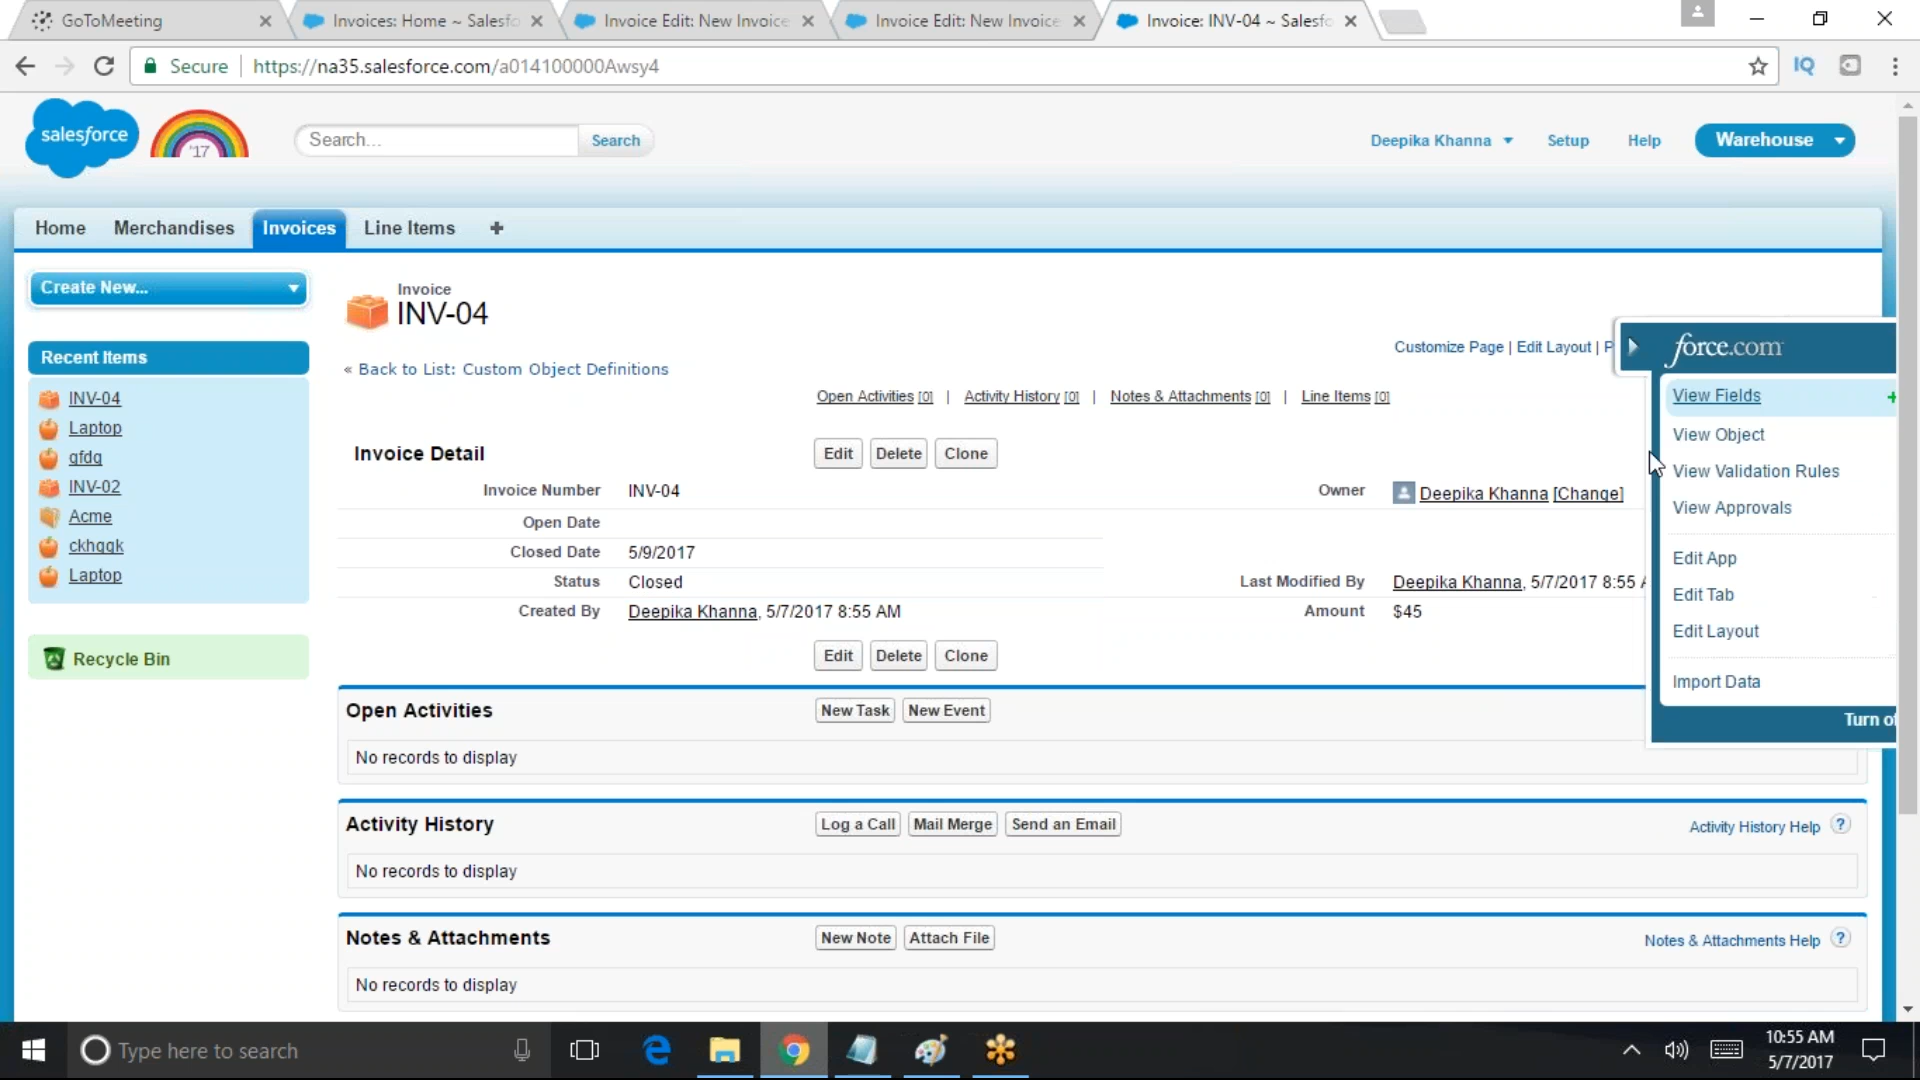 GoToMeeting
Invoices: Home ~ Salesfo
Invoice Edit: New Invoice
Invoice Edit: New Invoice
Invoice: INV-04 ~ Salesfo
Secure
https://na35.salesforce.com/a014100000Awsy4
IQ
salesforce
'17
Search...
Search
Deepika Khanna
Setup
Help
Warehouse
Home
Merchandises
Invoices
Line Items
+
Create New...
Recent Items
INV-04
Laptop
gfdg
INV-02
Acme
ckhggk
Laptop
Recycle Bin
Invoice
INV-04
Customize Page | Edit Layout | P
« Back to List: Custom Object Definitions
Open Activities [0] | Activity History [0] | Notes & Attachments [0] | Line Items [0]
Invoice Detail
Edit
Delete
Clone
Invoice Number INV-04
Owner Deepika Khanna [Change]
Open Date
Closed Date 5/9/2017
Status Closed
Last Modified By Deepika Khanna, 5/7/2017 8:55 A
Created By Deepika Khanna, 5/7/2017 8:55 AM
Amount $45
Edit
Delete
Clone
force.com
View Fields
+
View Object
View Validation Rules
View Approvals
Edit App
Edit Tab
Edit Layout
Import Data
Turn of
Open Activities
New Task
New Event
No records to display
Activity History
Log a Call
Mail Merge
Send an Email
Activity History Help ?
No records to display
Notes & Attachments
New Note
Attach File
Notes & Attachments Help ?
No records to display
Type here to search
10:55 AM
5/7/2017